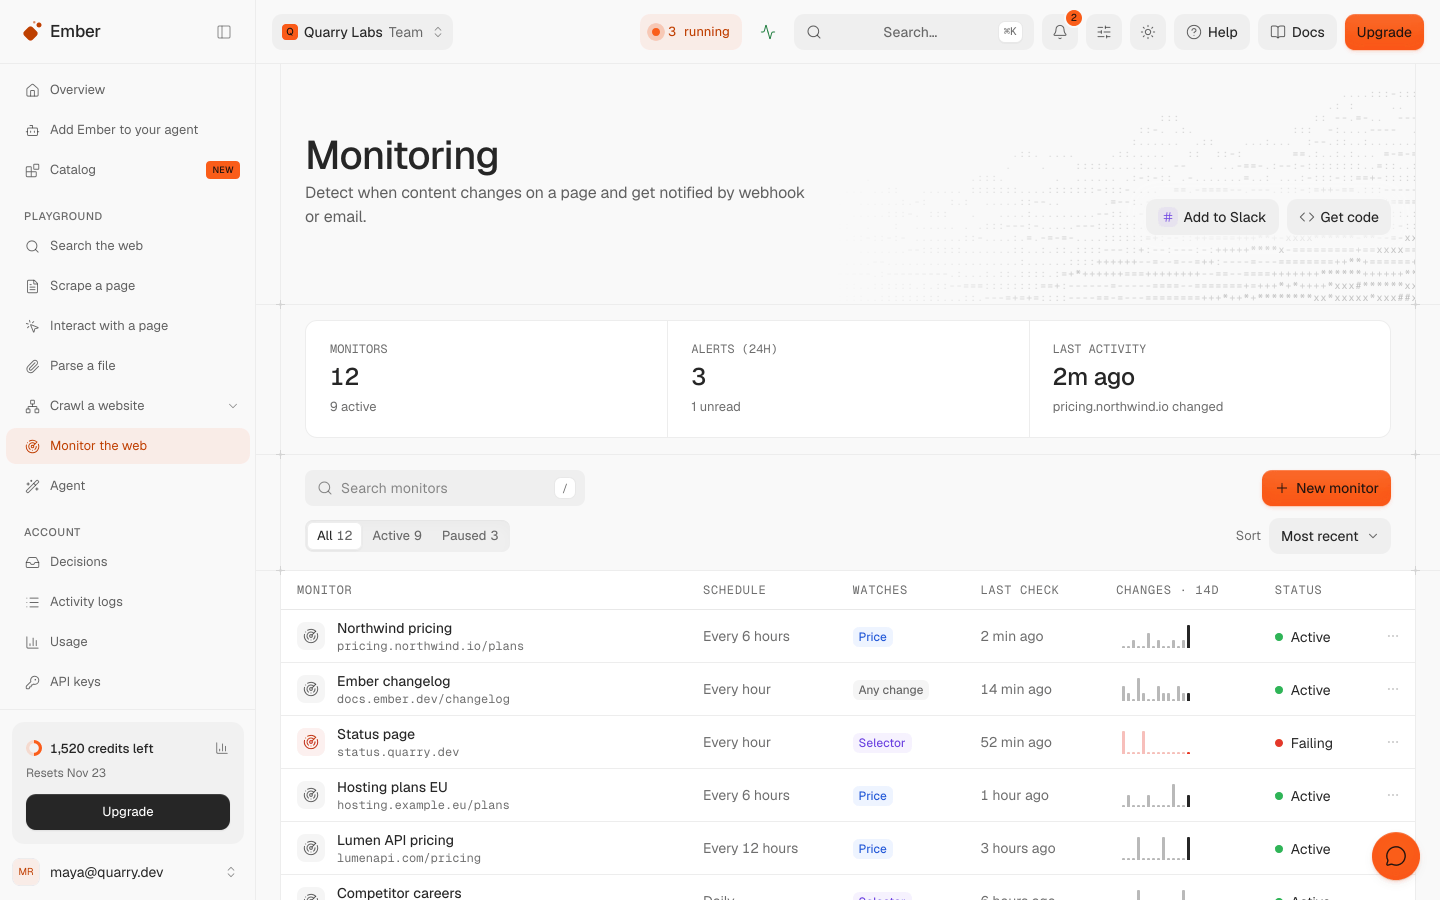 Ember
Quarry Labs Team
3 running
Search...
⌘K
2
Help
Docs
Upgrade
Overview
Add Ember to your agent
Catalog
NEW
PLAYGROUND
Search the web
Scrape a page
Interact with a page
Parse a file
Crawl a website
Monitor the web
Agent
ACCOUNT
Decisions
Activity logs
Usage
API keys
1,520 credits left
Resets Nov 23
Upgrade
MR
maya@quarry.dev
Monitoring
Detect when content changes on a page and get notified by webhook
or email.
# Add to Slack
Get code
MONITORS
12
9 active
ALERTS (24H)
3
1 unread
LAST ACTIVITY
2m ago
pricing.northwind.io changed
Search monitors
/
+ New monitor
All 12
Active 9
Paused 3
Sort
Most recent
MONITOR SCHEDULE WATCHES LAST CHECK CHANGES · 14D STATUS
Northwind pricing
pricing.northwind.io/plans
Every 6 hours Price 2 min ago Active
Ember changelog
docs.ember.dev/changelog
Every hour Any change 14 min ago Active
Status page
status.quarry.dev
Every hour Selector 52 min ago Failing
Hosting plans EU
hosting.example.eu/plans
Every 6 hours Price 1 hour ago Active
Lumen API pricing
lumenapi.com/pricing
Every 12 hours Price 3 hours ago Active
Competitor careers
Daily Selector 6 hours ago Active